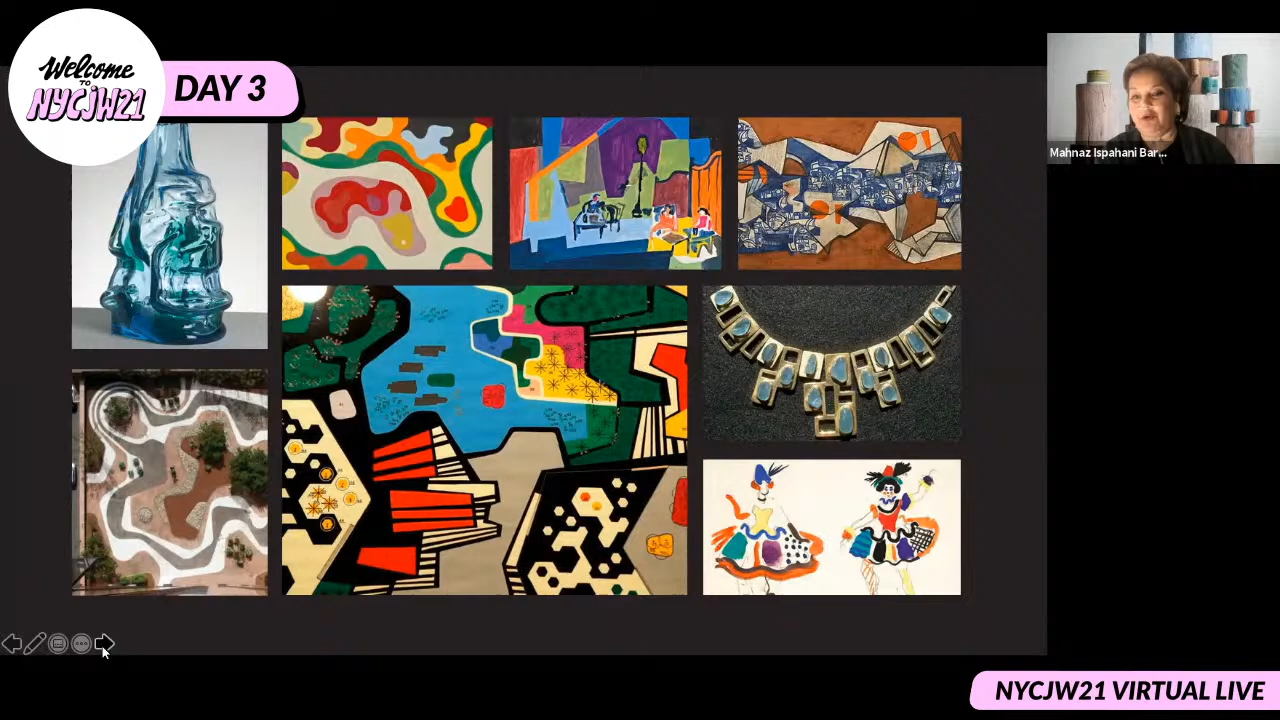 Welcome
TO
NYCJW21
DAY 3
Mahnaz Ispahani Bar...
NYCJW21 VIRTUAL LIVE